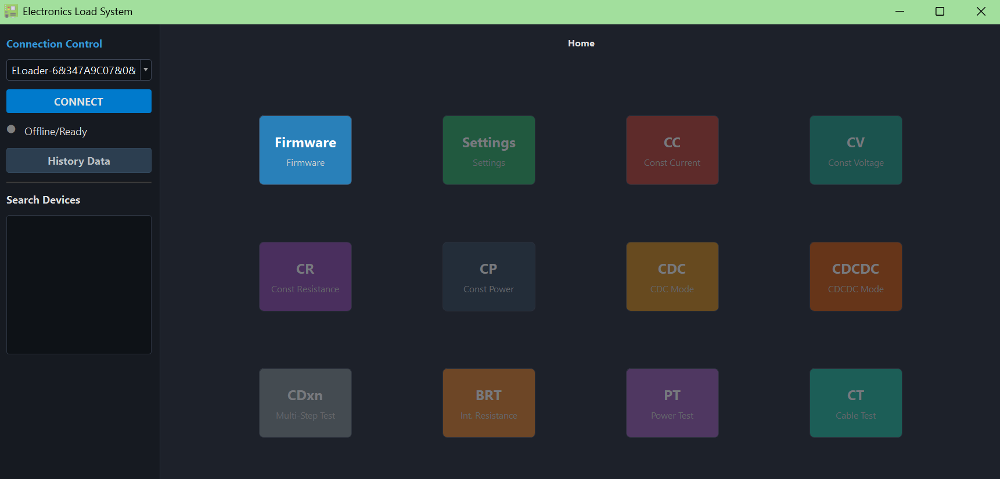 Electronics Load System
Connection Control
ELoader-6&347A9C07&0&
CONNECT
Offline/Ready
History Data
Search Devices
Home
Firmware
Firmware
Settings
Settings
CC
Const Current
CV
Const Voltage
CR
Const Resistance
CP
Const Power
CDC
CDC Mode
CDCDC
CDCDC Mode
CDxn
Multi-Step Test
BRT
Int. Resistance
PT
Power Test
CT
Cable Test